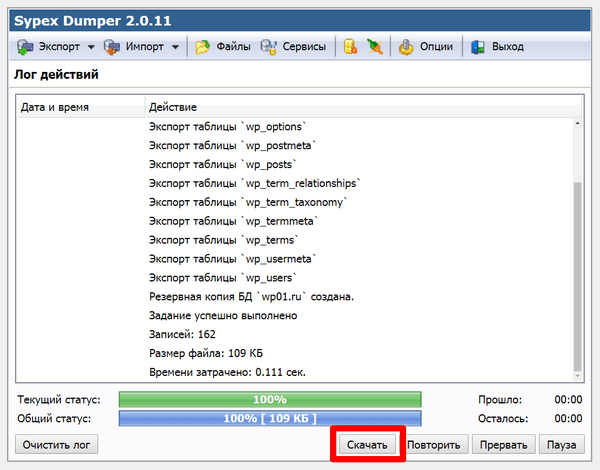 Sypex Dumper 2.0.11
Экспорт Импорт Файлы Сервисы Опции Выход
Лог действий
Дата и время Действие
Экспорт таблицы `wp_options`
Экспорт таблицы `wp_postmeta`
Экспорт таблицы `wp_posts`
Экспорт таблицы `wp_term_relationships`
Экспорт таблицы `wp_term_taxonomy`
Экспорт таблицы `wp_termmeta`
Экспорт таблицы `wp_terms`
Экспорт таблицы `wp_usermeta`
Экспорт таблицы `wp_users`
Резервная копия БД `wp01.ru` создана.
Задание успешно выполнено
Записей: 162
Размер файла: 109 КБ
Времени затрачено: 0.111 сек.
Текущий статус: 100% Прошло: 00:00
Общий статус: 100% [ 109 КБ ] Осталось: 00:00
Очистить лог Скачать Повторить Прервать Пауза